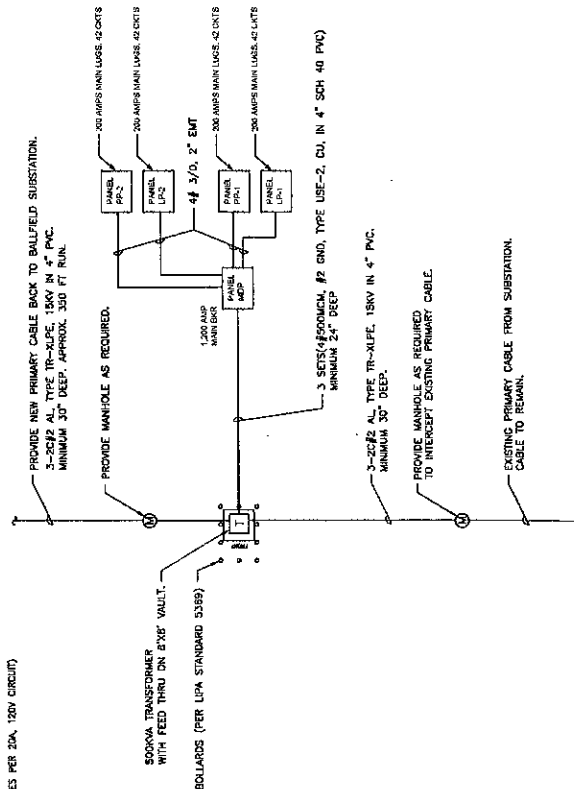 ES PER 20A, 120V CIRCUIT)
PROVIDE NEW PRIMARY CABLE BACK TO BALLFIELD SUBSTATION.
3-2C#2 AL, TYPE TR-XLPE, 15KV IN 4" PVC.
MINIMUM 30" DEEP. APPROX. 350 FT RUN.
PROVIDE MANHOLE AS REQUIRED.
M
500KVA TRANSFORMER
WITH FEED THRU ON 8'X8' VAULT.
BOLLARDS (PER LIPA STANDARD 5389)
T
3 SETS(4#500MCM, #2 GND, TYPE USE-2, CU, IN 4" SCH 40 PVC)
MINIMUM 24" DEEP
1,200 AMP
MAIN BKR
PANEL
MDP
4# 3/0, 2" EMT
PANEL
PP-2
200 AMPS MAIN LUGS, 42 CKTS
PANEL
LP-2
200 AMPS MAIN LUGS, 42 CKTS
PANEL
PP-1
200 AMPS MAIN LUGS, 42 CKTS
PANEL
LP-1
200 AMPS MAIN LUGS, 42 CKTS
3-2C#2 AL, TYPE TR-XLPE, 15KV IN 4" PVC.
MINIMUM 30" DEEP.
PROVIDE MANHOLE AS REQUIRED
TO INTERCEPT EXISTING PRIMARY CABLE.
M
EXISTING PRIMARY CABLE FROM SUBSTATION.
CABLE TO REMAIN.